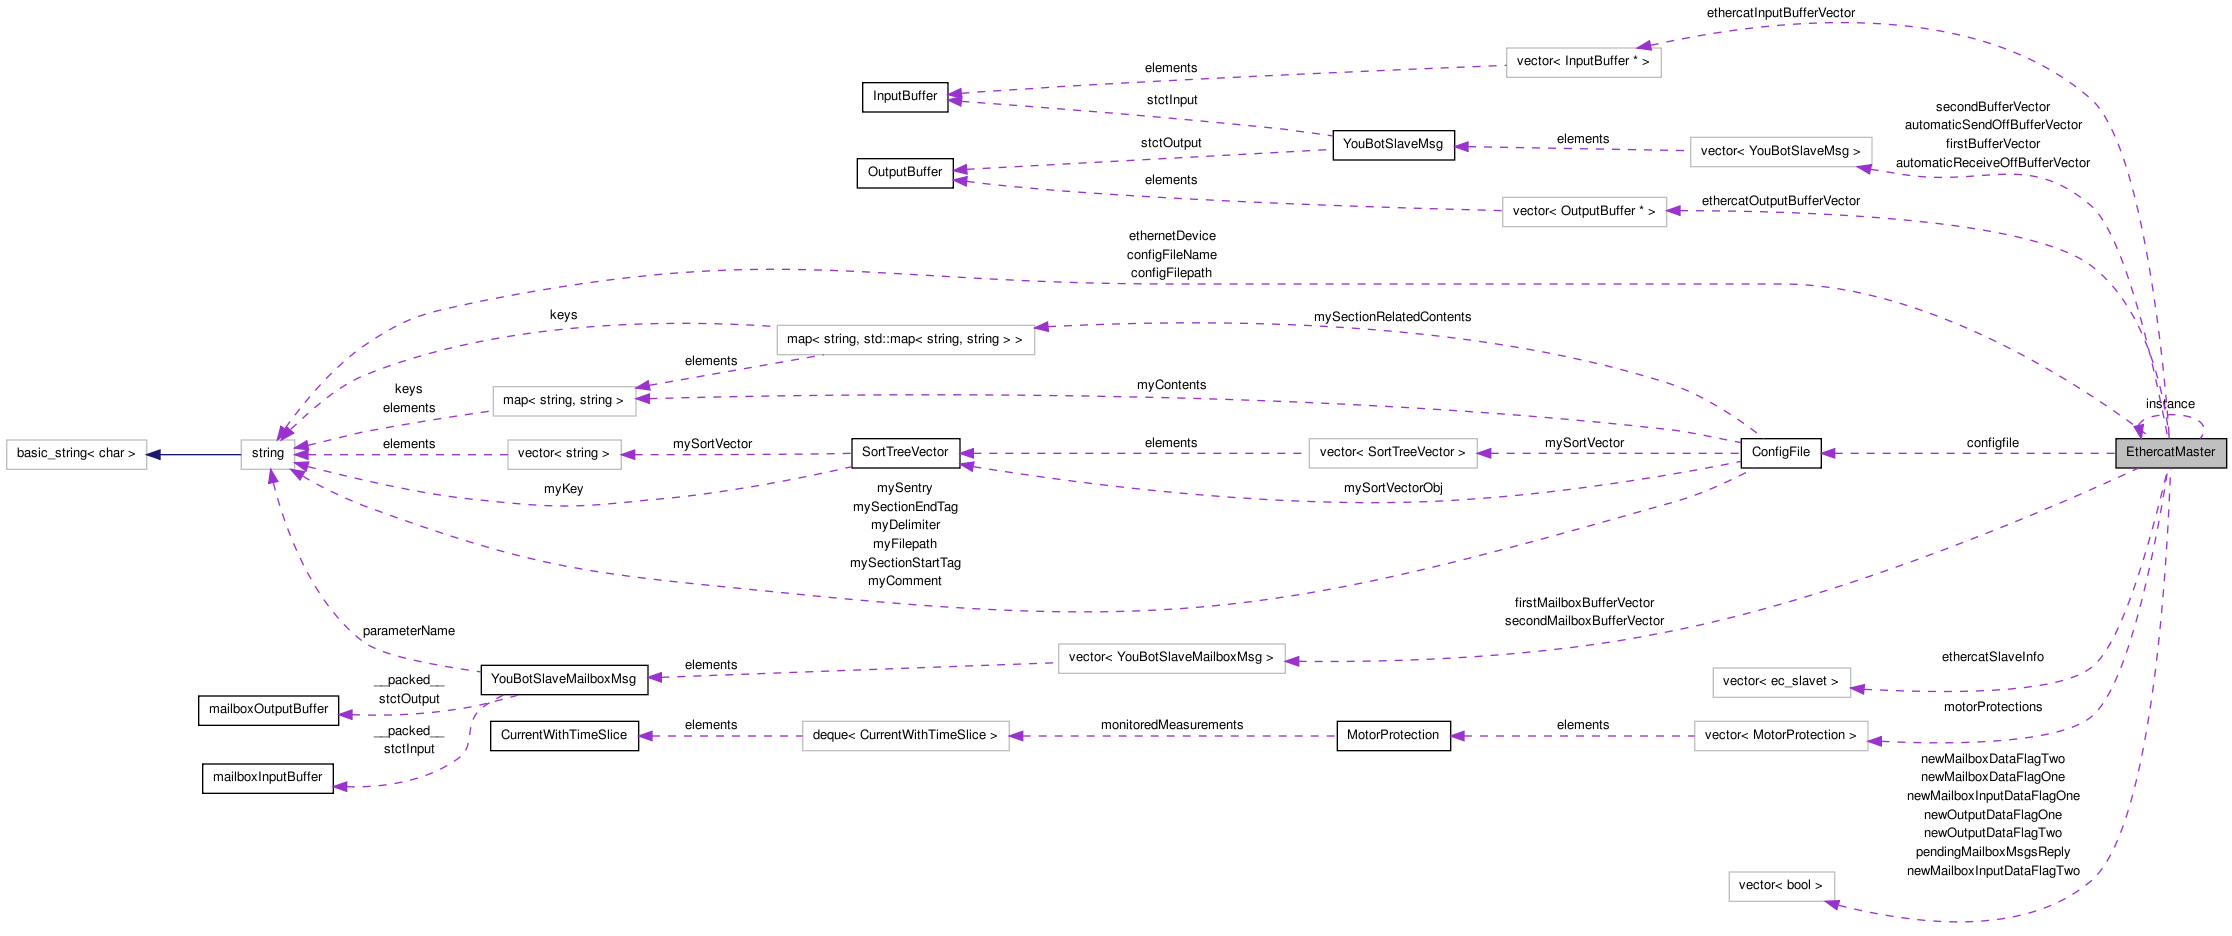 ethercatInputBufferVector
vector< InputBuffer * >
elements
InputBuffer
stctInput
secondBufferVector
automaticSendOffBufferVector
firstBufferVector
automaticReceiveOffBufferVector
elements
vector< YouBotSlaveMsg >
YouBotSlaveMsg
stctOutput
OutputBuffer
elements
vector< OutputBuffer * >
ethercatOutputBufferVector
ethernetDevice
configFileName
configFilepath
keys
map< string, std::map< string, string > >
mySectionRelatedContents
elements
keys
elements
map< string, string >
myContents
instance
basic_string< char >
string
elements
vector< string >
mySortVector
SortTreeVector
elements
vector< SortTreeVector >
mySortVector
ConfigFile
configfile
EthercatMaster
myKey
mySortVectorObj
mySentry
mySectionEndTag
myDelimiter
myFilepath
mySectionStartTag
myComment
firstMailboxBufferVector
secondMailboxBufferVector
parameterName
elements
vector< YouBotSlaveMailboxMsg >
YouBotSlaveMailboxMsg
ethercatSlaveInfo
vector< ec_slavet >
__packed__
stctOutput
mailboxOutputBuffer
motorProtections
__packed__
stctInput
mailboxInputBuffer
CurrentWithTimeSlice
elements
deque< CurrentWithTimeSlice >
monitoredMeasurements
MotorProtection
elements
vector< MotorProtection >
newMailboxDataFlagTwo
newMailboxDataFlagOne
newMailboxInputDataFlagOne
newOutputDataFlagOne
newOutputDataFlagTwo
pendingMailboxMsgsReply
newMailboxInputDataFlagTwo
vector< bool >